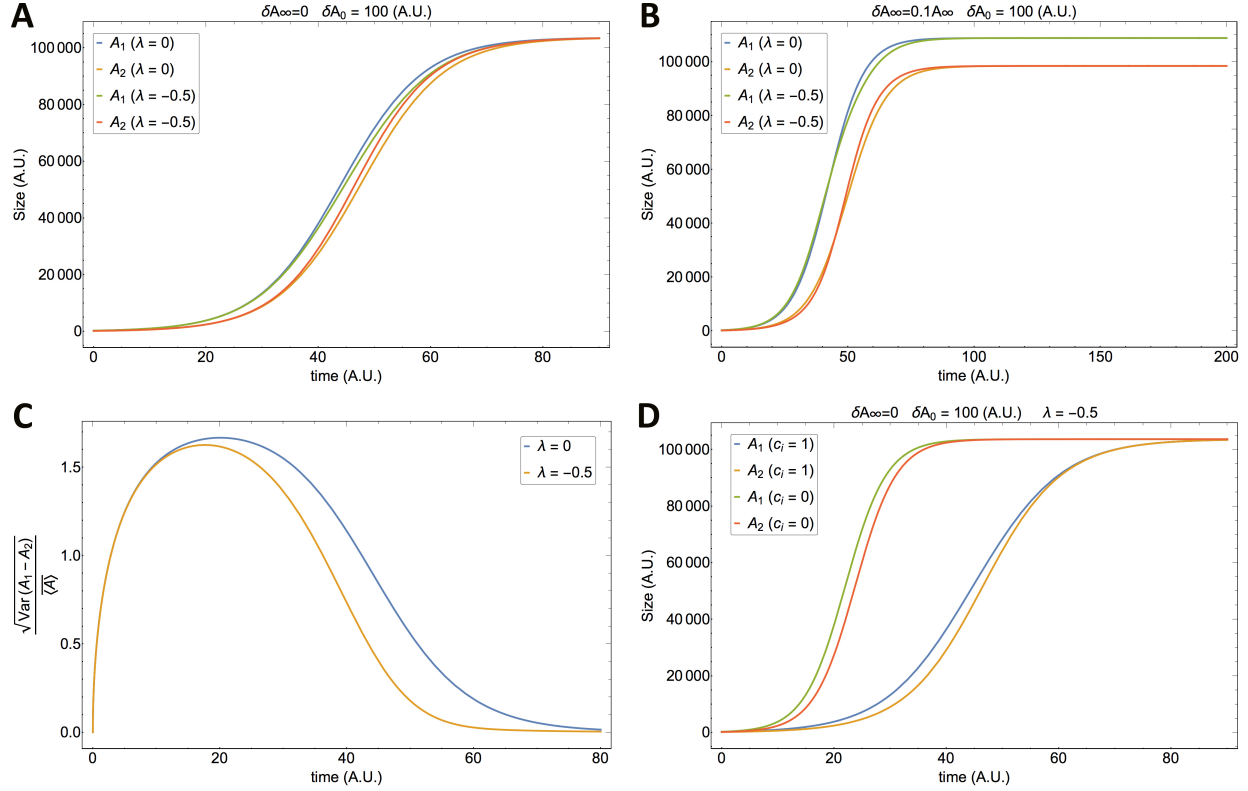 A
δA∞=0 δA₀ = 100 (A.U.)
Size (A.U.)
100 000
80 000
60 000
40 000
20 000
0
A₁ (λ = 0)
A₂ (λ = 0)
A₁ (λ = −0.5)
A₂ (λ = −0.5)
0 20 40 60 80
time (A.U.)
B
δA∞=0.1A∞ δA₀ = 100 (A.U.)
Size (A.U.)
100 000
80 000
60 000
40 000
20 000
0
A₁ (λ = 0)
A₂ (λ = 0)
A₁ (λ = −0.5)
A₂ (λ = −0.5)
0 50 100 150 200
time (A.U.)
C
√Var (A₁ − A₂)
⟨A̅⟩
1.5
1.0
0.5
0.0
λ = 0
λ = −0.5
0 20 40 60 80
time (A.U.)
D
δA∞=0 δA₀ = 100 (A.U.) λ = −0.5
Size (A.U.)
100 000
80 000
60 000
40 000
20 000
0
A₁ (cᵢ = 1)
A₂ (cᵢ = 1)
A₁ (cᵢ = 0)
A₂ (cᵢ = 0)
0 20 40 60 80
time (A.U.)